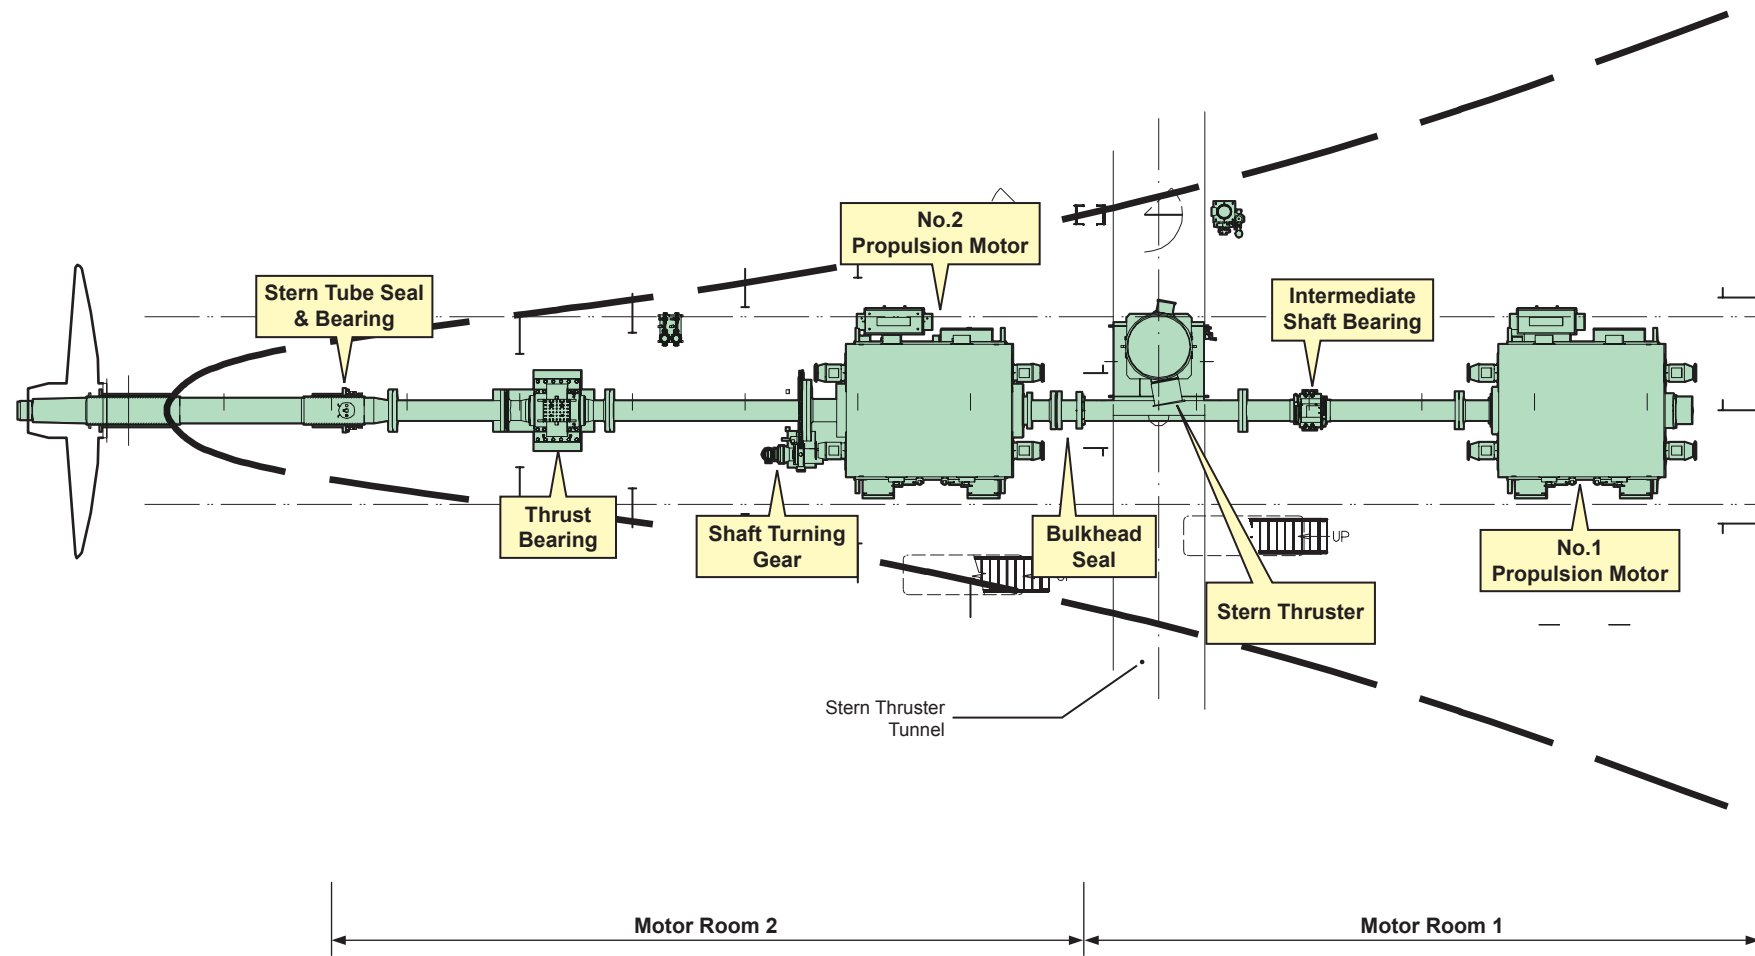 No.2
Propulsion Motor
Stern Tube Seal
& Bearing
Intermediate
Shaft Bearing
Thrust
Bearing
Shaft Turning
Gear
Bulkhead
Seal
UP
No.1
Propulsion Motor
Stern Thruster
Stern Thruster
Tunnel
Motor Room 2
Motor Room 1